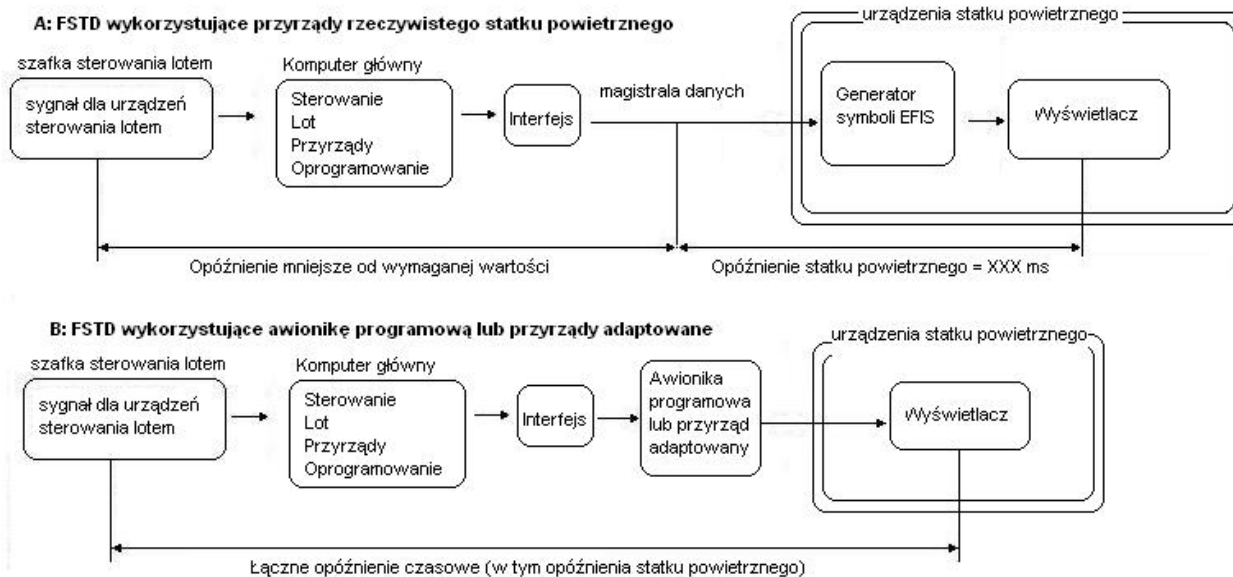 urządzenia statku powietrznego
A: FSTD wykorzystujące przyrządy rzeczywistego statku powietrznego
szafka sterowania lotem
sygnał dla urządzeń
sterowania lotem
Komputer główny
Sterowanie
Lot
Przyrządy
Oprogramowanie
Interfejs
magistrala danych
Generator
symboli EFIS
Wyświetlacz
Opóźnienie mniejsze od wymaganej wartości
Opóźnienie statku powietrznego = XXX ms
B: FSTD wykorzystujące awionikę programową lub przyrządy adaptowane
urządzenia statku powietrznego
szafka sterowania lotem
sygnał dla urządzeń
sterowania lotem
Komputer główny
Sterowanie
Lot
Przyrządy
Oprogramowanie
Interfejs
Awionika
programowa
lub przyrząd
adaptowany
Wyświetlacz
Łączne opóźnienie czasowe (w tym opóźnienia statku powietrznego)